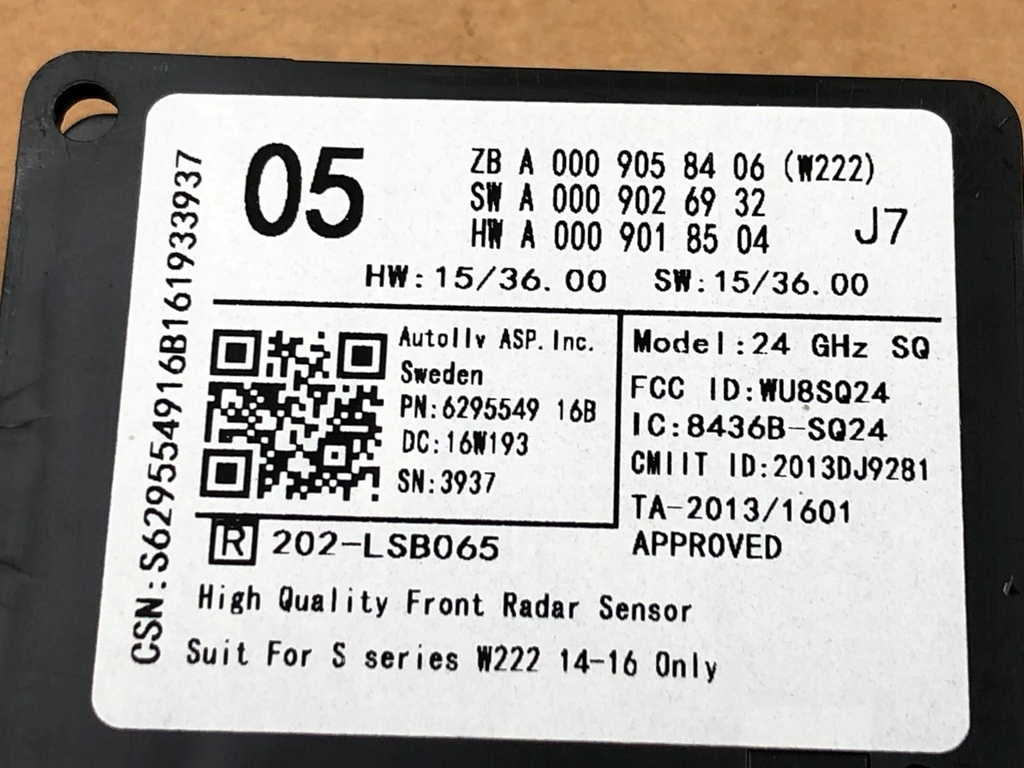 05
ZB A 000 905 84 06 (W222)
SW A 000 902 69 32
HW A 000 901 85 04
J7
HW:15/36.00 SW:15/36.00
Autoliv ASP.Inc.
Sweden
PN:6295549 16B
DC:16W193
SN:3937
Model:24 GHz SQ
FCC ID:WU8SQ24
IC:8436B-SQ24
CMIIT ID:2013DJ9281
TA-2013/1601
APPROVED
R 202-LSB065
High Quality Front Radar Sensor
Suit For S series W222 14-16 Only
CSN:S629554916B161933937